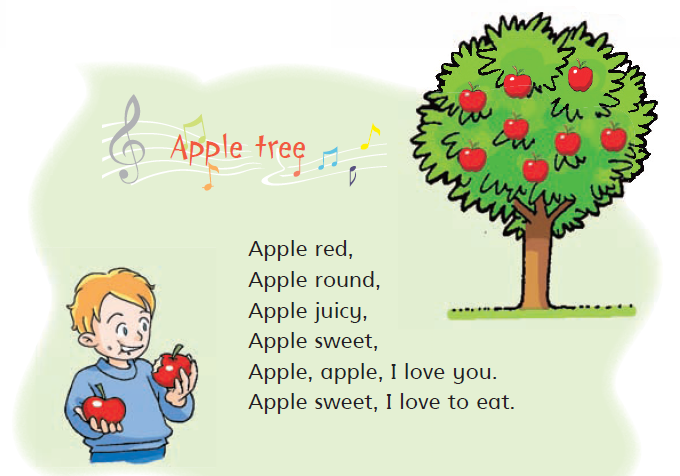 Apple tree
Apple red,
Apple round,
Apple juicy,
Apple sweet,
Apple, apple, I love you.
Apple sweet, I love to eat.